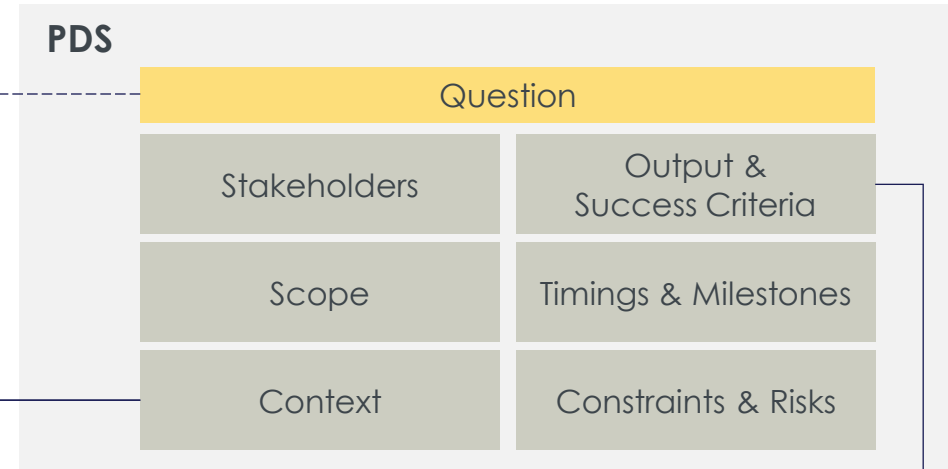 PDS
Question
Stakeholders
Output &
Success Criteria
Scope
Timings & Milestones
Context
Constraints & Risks